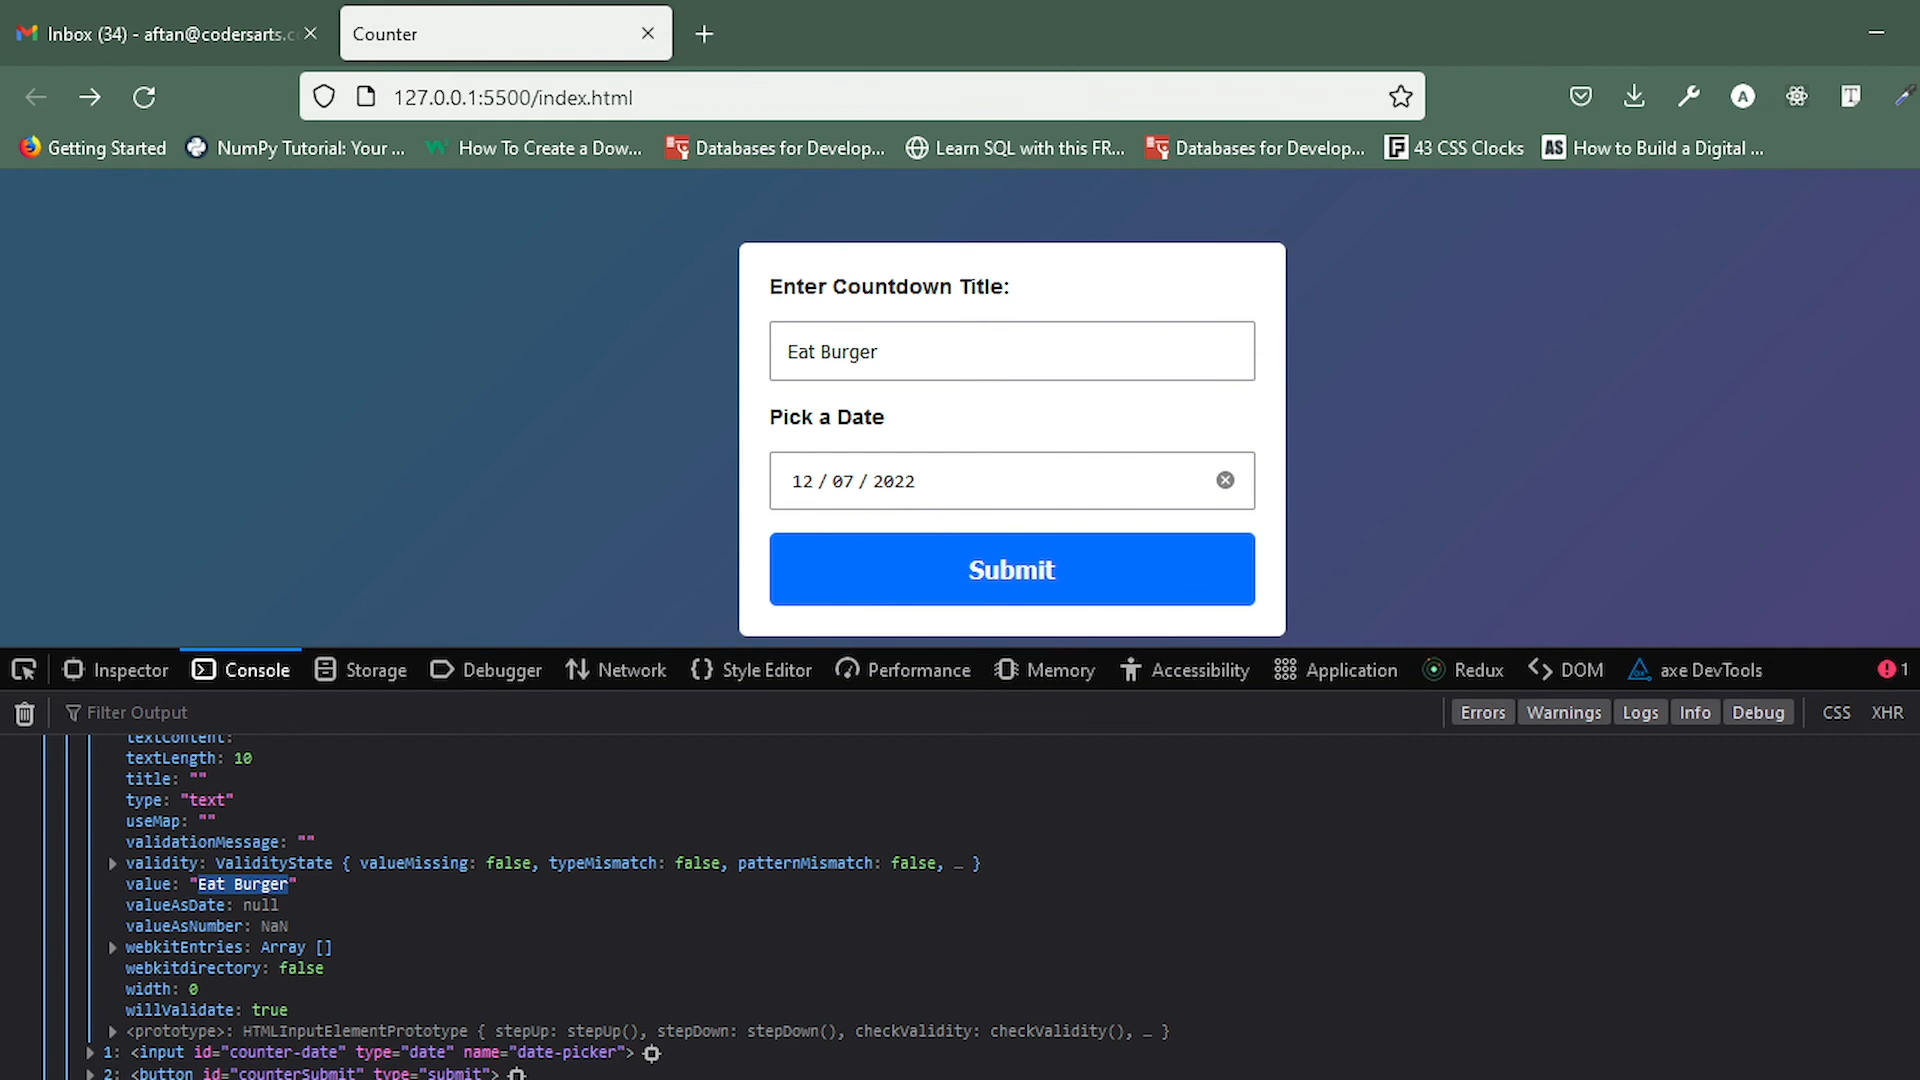 Inbox (34) - aftan@codersarts.c
Counter
127.0.0.1:5500/index.html
A
T
Getting Started
NumPy Tutorial: Your ...
How To Create a Dow...
Databases for Develop...
Learn SQL with this FR...
Databases for Develop...
43 CSS Clocks
AS How to Build a Digital ...
Enter Countdown Title:
Eat Burger
Pick a Date
12 / 07 / 2022
Submit
Inspector
Console
Storage
Debugger
Network
Style Editor
Performance
Memory
Accessibility
Application
Redux
DOM
axe DevTools
1
Filter Output
Errors
Warnings
Logs
Info
Debug
CSS
XHR
textContent:
textLength: 10
title: ""
type: "text"
useMap: ""
validationMessage: ""
validity: ValidityState { valueMissing: false, typeMismatch: false, patternMismatch: false, … }
value: "Eat Burger"
valueAsDate: null
valueAsNumber: NaN
webkitEntries: Array []
webkitdirectory: false
width: 0
willValidate: true
<prototype>: HTMLInputElementPrototype { stepUp: stepUp(), stepDown: stepDown(), checkValidity: checkValidity(), … }
1: <input id="counter-date" type="date" name="date-picker">
2: <button id="counterSubmit" type="submit">